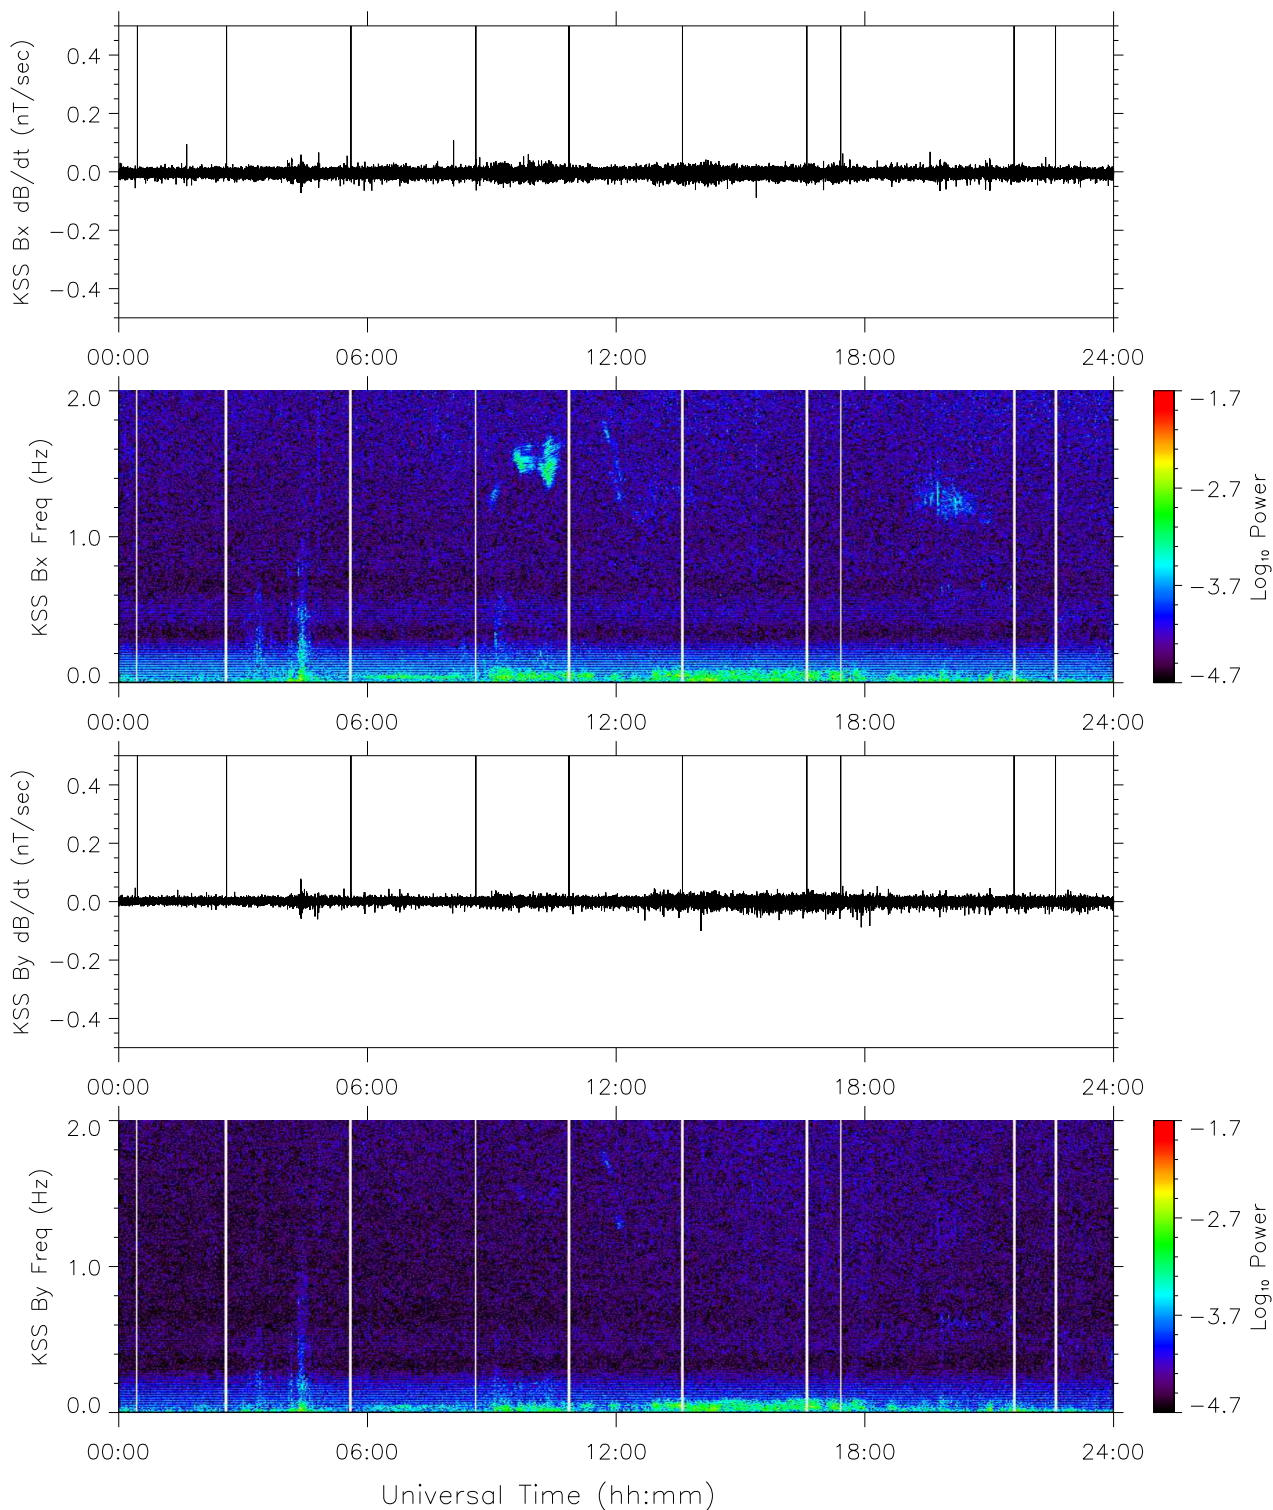 KSS Bx dB/dt (nT/sec)
0.4
0.2
0.0
−0.2
−0.4
00:00 06:00 12:00 18:00 24:00
KSS Bx Freq (Hz)
2.0
1.0
0.0
−1.7
−2.7
−3.7
−4.7
Log10 Power
00:00 06:00 12:00 18:00 24:00
KSS By dB/dt (nT/sec)
0.4
0.2
0.0
−0.2
−0.4
00:00 06:00 12:00 18:00 24:00
KSS By Freq (Hz)
2.0
1.0
0.0
−1.7
−2.7
−3.7
−4.7
Log10 Power
00:00 06:00 12:00 18:00 24:00
Universal Time (hh:mm)